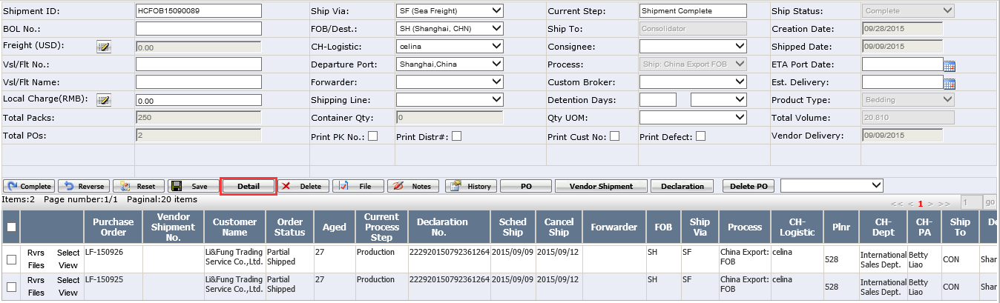 Shipment ID: HCFOB15090089 Ship Via: SF (Sea Freight) Current Step: Shipment Complete Ship Status: Complete
BOL No.: FOB/Dest.: SH (Shanghai, CHN) Ship To: Consolidator Creation Date: 09/28/2015
Freight (USD): 0.00 CH-Logistic: celina Consignee: Shipped Date: 09/09/2015
Vsl/Flt No.: Departure Port: Shanghai,China Process: Ship: China Export FOB ETA Port Date:
Vsl/Flt Name: Forwarder: Custom Broker: Est. Delivery:
Local Charge(RMB): 0.00 Shipping Line: Detention Days: Product Type: Bedding
Total Packs: 250 Container Qty: 0 Qty UOM: Total Volume: 20.810
Total POs: 2 Print PK No.: Print Distr#: Print Cust No: Print Defect: Vendor Delivery: 09/09/2015
Complete Reverse Reset Save Detail Delete File Notes History PO Vendor Shipment Declaration Delete PO
Items:2 Page number:1/1 Paginal:20 items
<< < 1 > >> 1 go
Purchase Order Vendor Shipment No. Customer Name Order Status Aged Current Process Step Declaration No. Sched Ship Cancel Ship Forwarder FOB Ship Via Process CH-Logistic Plnr CH-Dept CH-PA Ship To De
Rvrs Select LF-150926 Li&Fung Trading Partial 27 Production 222920150792361264 2015/09/09 2015/09/12 SH SF China Export: celina 528 International Betty CON Shar
Files View Service Co.,Ltd. Shipped FOB Sales Dept. Liao
Rvrs Select LF-150925 Li&Fung Trading Partial 27 Production 222920150792361264 2015/09/09 2015/09/12 SH SF China Export: celina 528 International Betty CON Shar
Files View Service Co.,Ltd. Shipped FOB Sales Dept. Liao